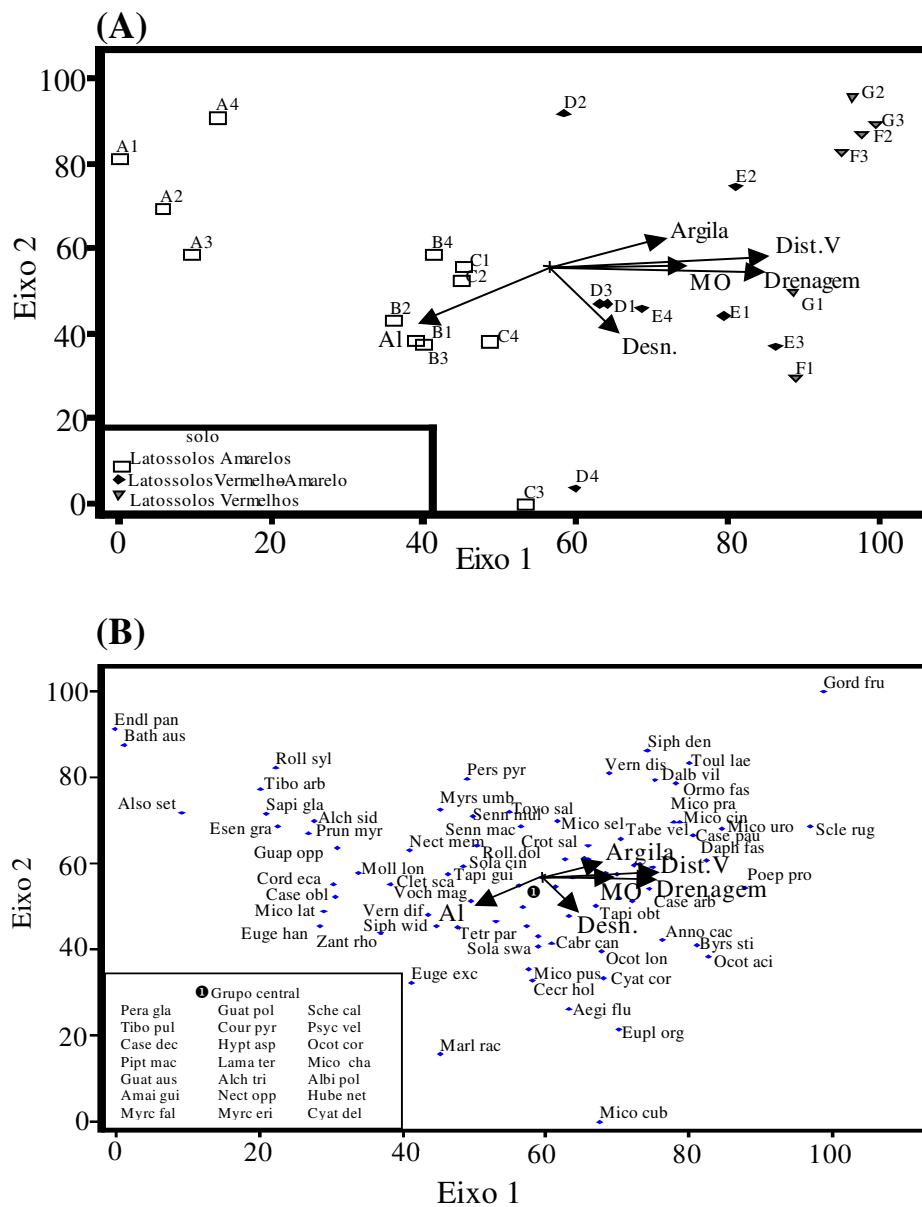 (A)
100
80
60
40
20
0
Eixo 2
A1
A4
A2
A3
D2
G2
G3
F2
F3
E2
Argila
Dist.V
B4
C1
C2
MO
Drenagem
D3
D1
G1
B2
E4
E1
Al
B1
B3
C4
Desn.
E3
F1
solo
Latossolos Amarelos
Latossolos Vermelho-Amarelo
Latossolos Vermelhos
C3
D4
0 20 40 60 80 100
Eixo 1
(B)
100
80
60
40
20
0
Eixo 2
Gord fru
Endl pan
Bath aus
Siph den
Roll syl
Pers pyr
Vern dis
Toul lae
Tibo arb
Dalb vil
Ormo fas
Also set
Sapi gla
Myrs umb
Tovo sal
Mico pra
Esen gra
Alch sid
Senn mul
Mico cin
Prun myr
Senn mac
Mico sel
Tabe vel
Mico uro
Scle rug
Case pau
Guap opp
Nect mem
Crot sal
Daph fas
Roll dol
Argila
Moll lon
Sola cin
Dist.V
Cord eca
Clet sca
Tapi gui
Poep pro
Case obl
Voch mag
MO
Drenagem
Mico lat
Vern dif
Al
Case arb
Euge han
Siph wid
Desn.
Tapi obt
Zant rho
Tetr par
Anno cac
Sola swa
Cabr can
Byrs sti
Ocot lon
Ocot aci
Euge exc
Mico pus
Cyat cor
Cecr hol
Aegi flu
Marl rac
Eupl org
Mico cub
❶
❶ Grupo central
Pera gla Guat pol Sche cal
Tibo pul Cour pyr Psyc vel
Case dec Hypt asp Ocot cor
Pipt mac Lama ter Mico cha
Guat aus Alch tri Albi pol
Amai gui Nect opp Hube net
Myrc fal Myrc eri Cyat del
0 20 40 60 80 100
Eixo 1